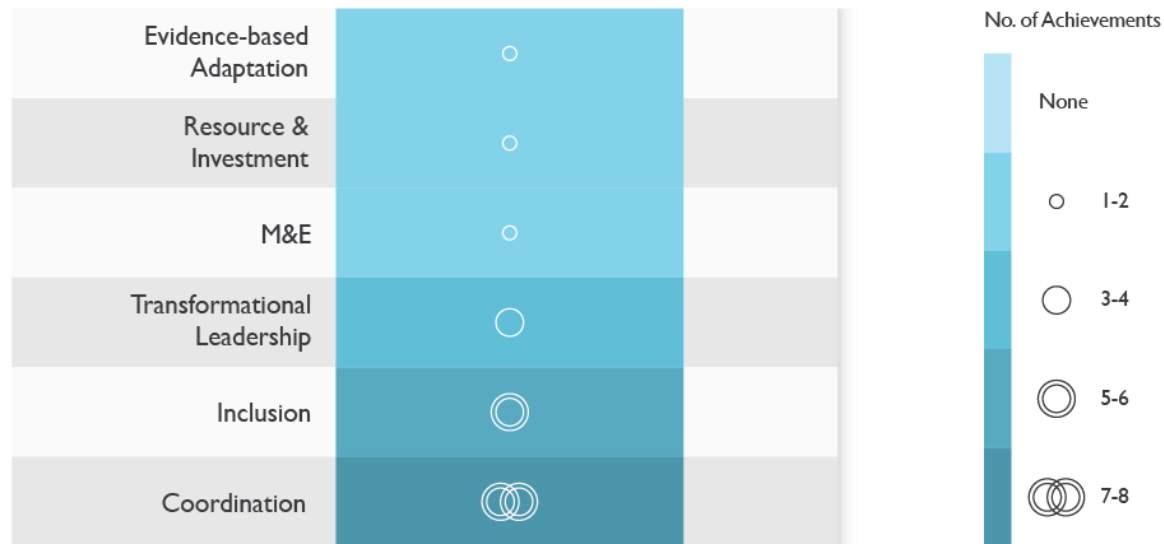 Evidence-based
Adaptation
Resource &
Investment
M&E
Transformational
Leadership
Inclusion
Coordination
No. of Achievements
None
1-2
3-4
5-6
7-8